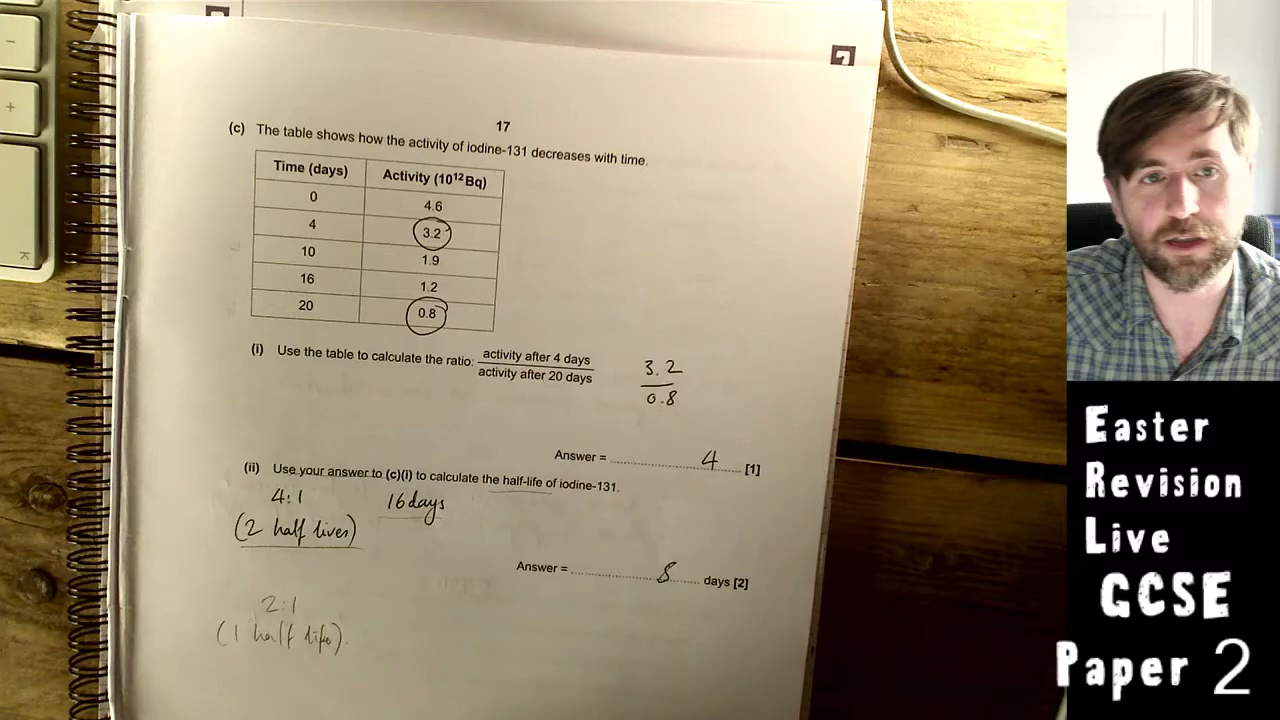 17
(c) The table shows how the activity of iodine-131 decreases with time.
Time (days) Activity (10¹² Bq)
0 4.6
4 3.2
10 1.9
16 1.2
20 0.8
(i) Use the table to calculate the ratio: activity after 4 days
activity after 20 days
3.2
0.8
Answer = .................... 4 ...... [1]
(ii) Use your answer to (c)(i) to calculate the half-life of iodine-131.
4:1 16 days
(2 half lives)
Answer = .................... 8 ...... days [2]
2:1
(1 half life).
Easter
Revision
Live
GCSE
Paper 2